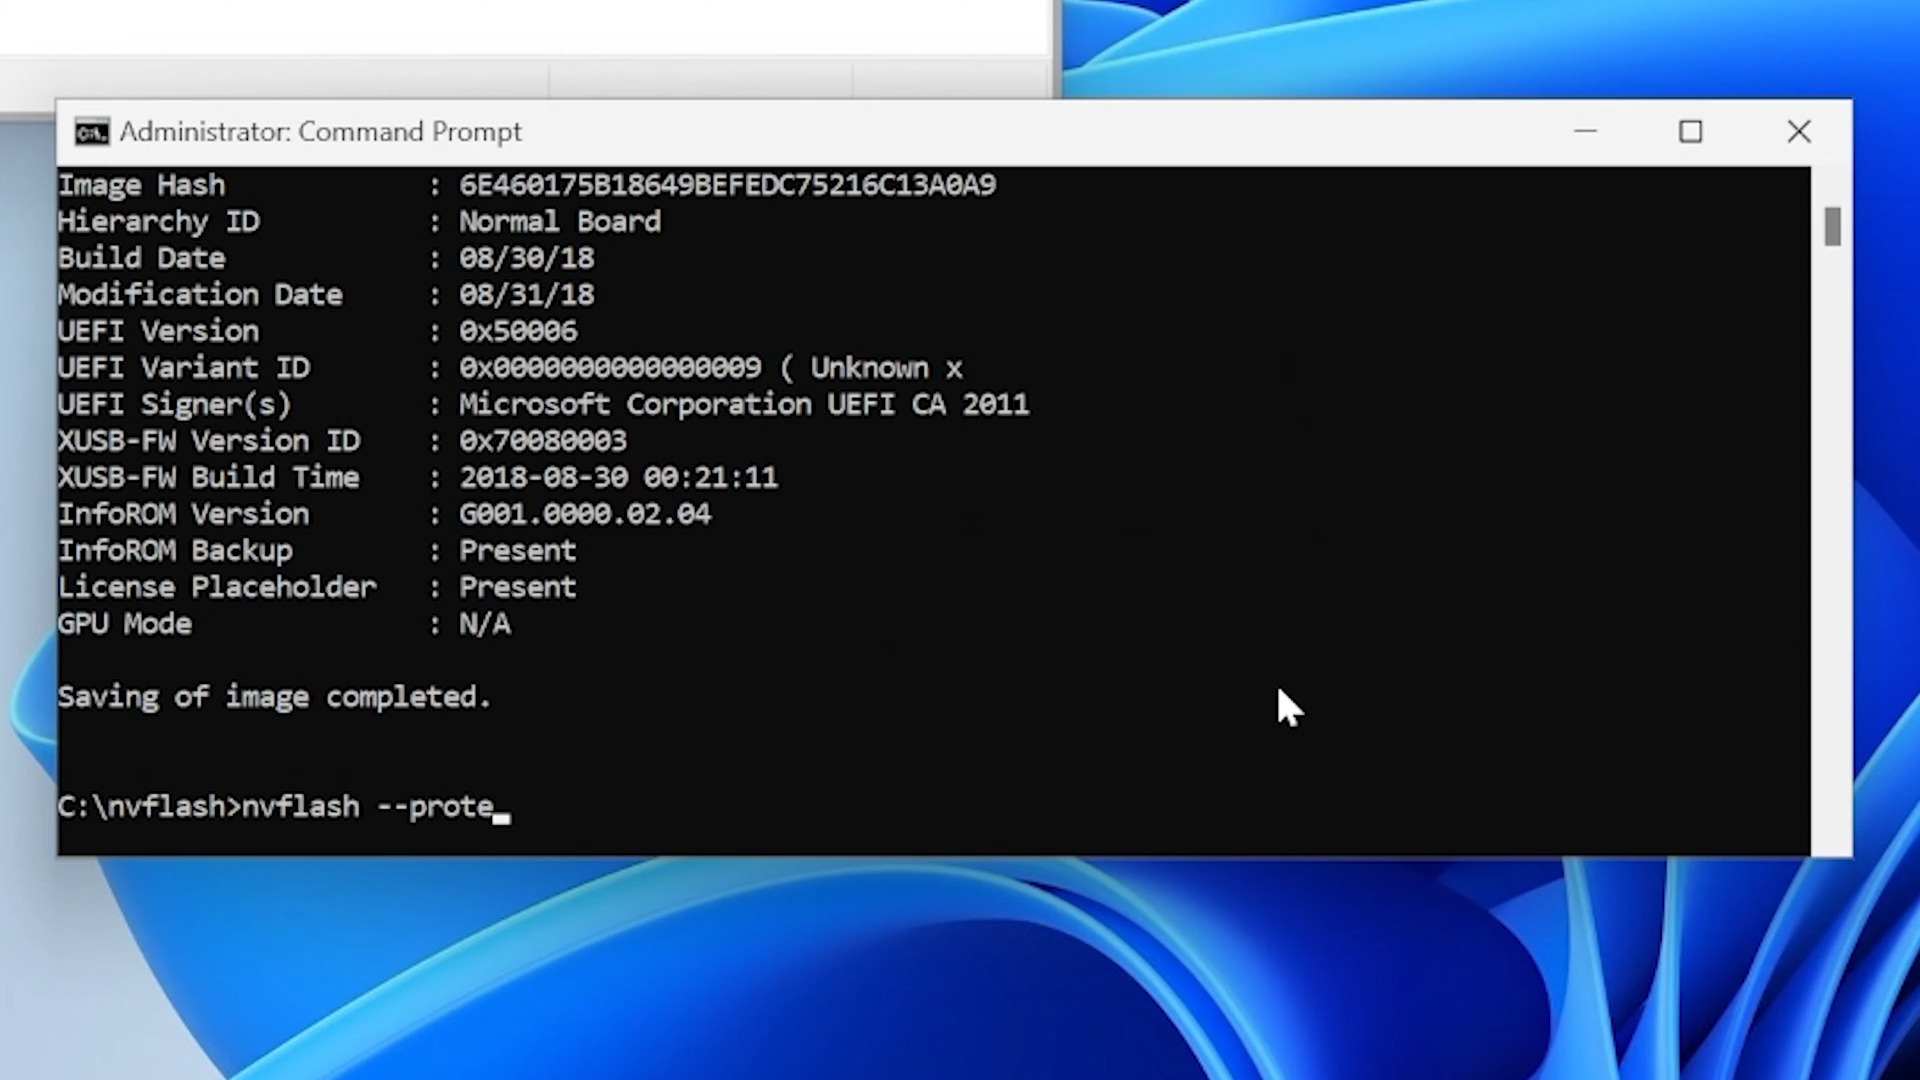 Administrator: Command Prompt
Image Hash : 6E460175B18649BEFEDC75216C13A0A9
Hierarchy ID : Normal Board
Build Date : 08/30/18
Modification Date : 08/31/18
UEFI Version : 0x50006
UEFI Variant ID : 0x0000000000000009 ( Unknown x
UEFI Signer(s) : Microsoft Corporation UEFI CA 2011
XUSB-FW Version ID : 0x70080003
XUSB-FW Build Time : 2018-08-30 00:21:11
InfoROM Version : G001.0000.02.04
InfoROM Backup : Present
License Placeholder : Present
GPU Mode : N/A
Saving of image completed.
C:\nvflash>nvflash --prote